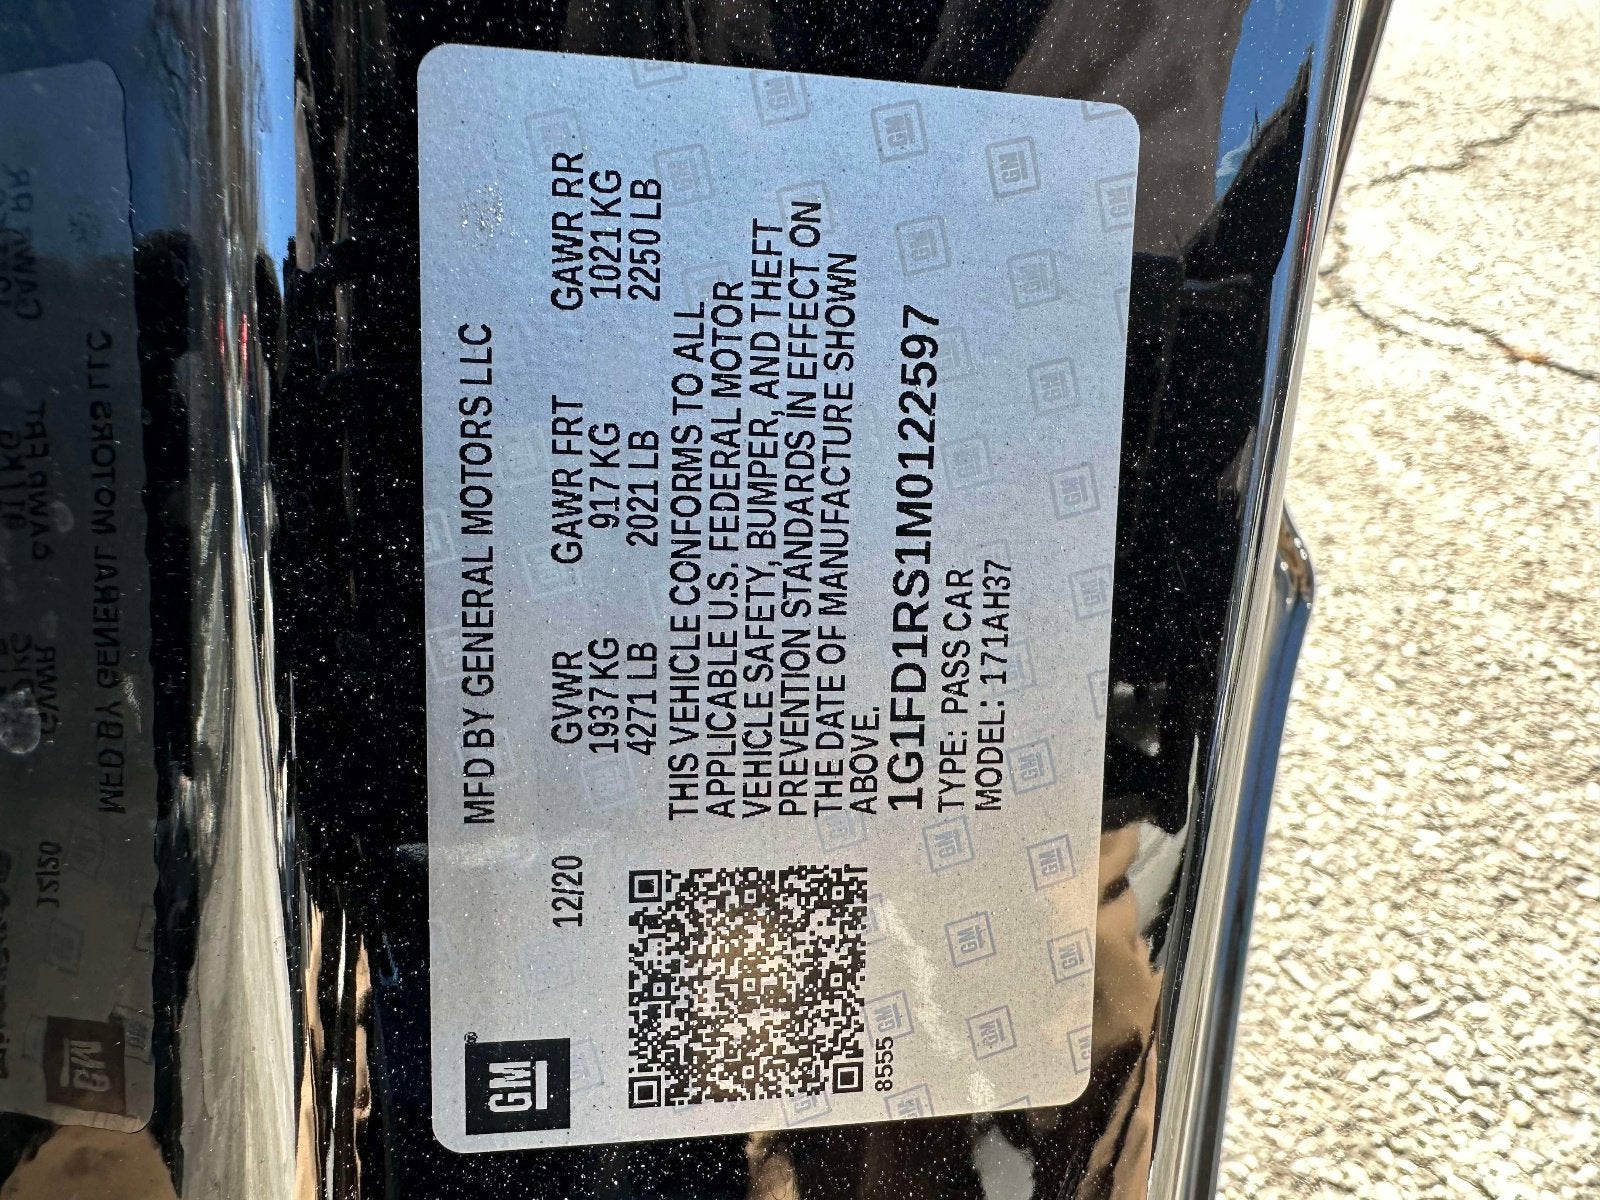 GM®
MFD BY GENERAL MOTORS LLC
12/20
GVWR GAWR FRT GAWR RR
1937 KG 917 KG 1021 KG
4271 LB 2021 LB 2250 LB
THIS VEHICLE CONFORMS TO ALL
APPLICABLE U.S. FEDERAL MOTOR
VEHICLE SAFETY, BUMPER, AND THEFT
PREVENTION STANDARDS IN EFFECT ON
THE DATE OF MANUFACTURE SHOWN
ABOVE.
1G1FD1RS1M0122597
TYPE: PASS CAR
MODEL: 171AH37
8555